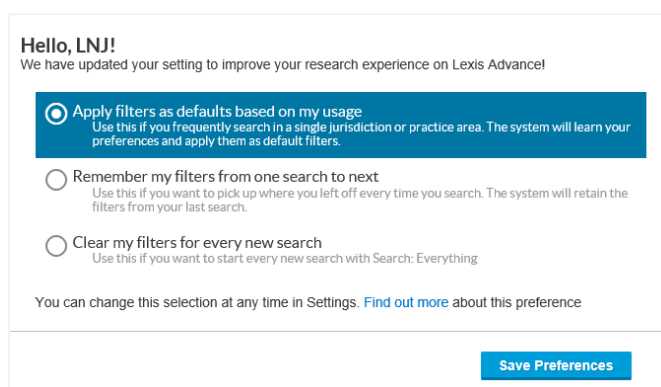 Hello, LNJ!
We have updated your setting to improve your research experience on Lexis Advance!
Apply filters as defaults based on my usage
Use this if you frequently search in a single jurisdiction or practice area. The system will learn your
preferences and apply them as default filters.
Remember my filters from one search to next
Use this if you want to pick up where you left off every time you search. The system will retain the
filters from your last search.
Clear my filters for every new search
Use this if you want to start every new search with Search: Everything
You can change this selection at any time in Settings. Find out more about this preference
Save Preferences